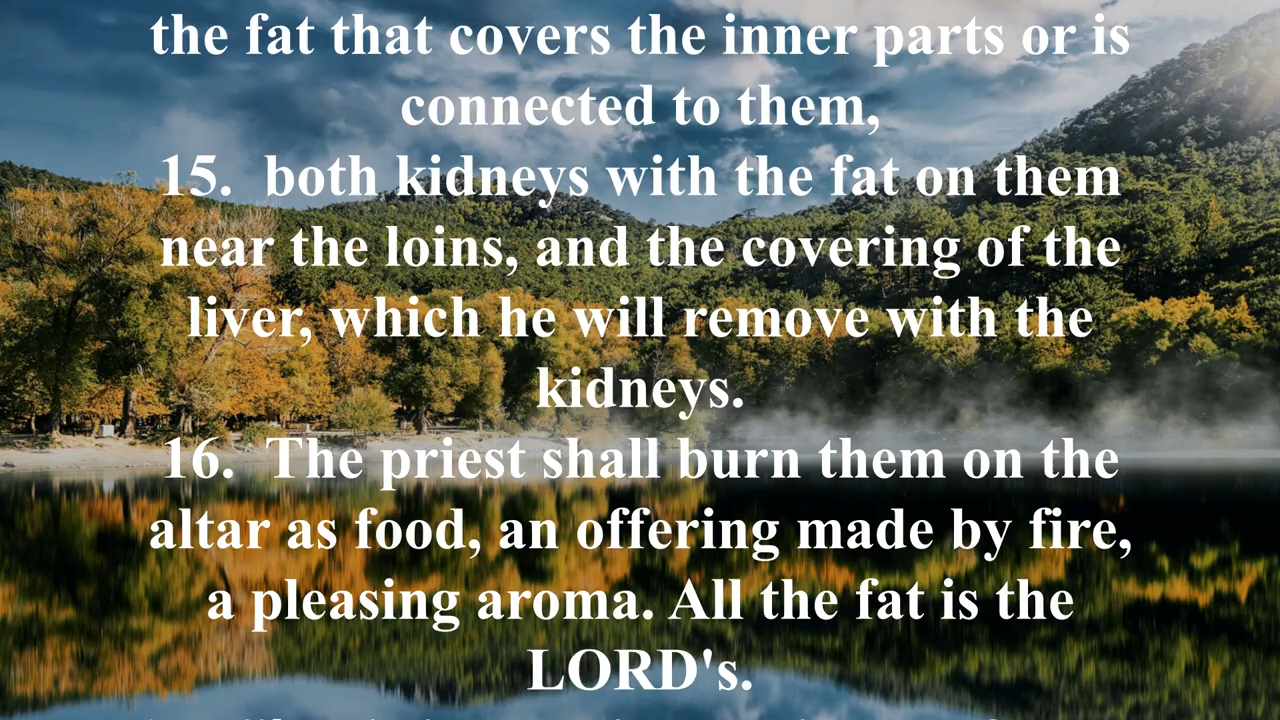 the fat that covers the inner parts or is
connected to them,
15.  both kidneys with the fat on them
near the loins, and the covering of the
liver, which he will remove with the
kidneys.
16.  The priest shall burn them on the
altar as food, an offering made by fire,
a pleasing aroma. All the fat is the
LORD's.